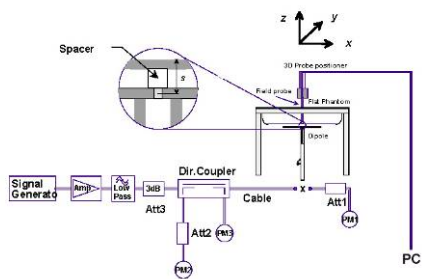 z
y
x
Spacer
s
3D Probe positioner
Field probe
Flat Phantom
Dipole
Signal
Generato
Amp
Low
Pass
3dB
Att3
Dir.Coupler
Cable
x
Att1
PM1
Att2
PM3
PM2
PC